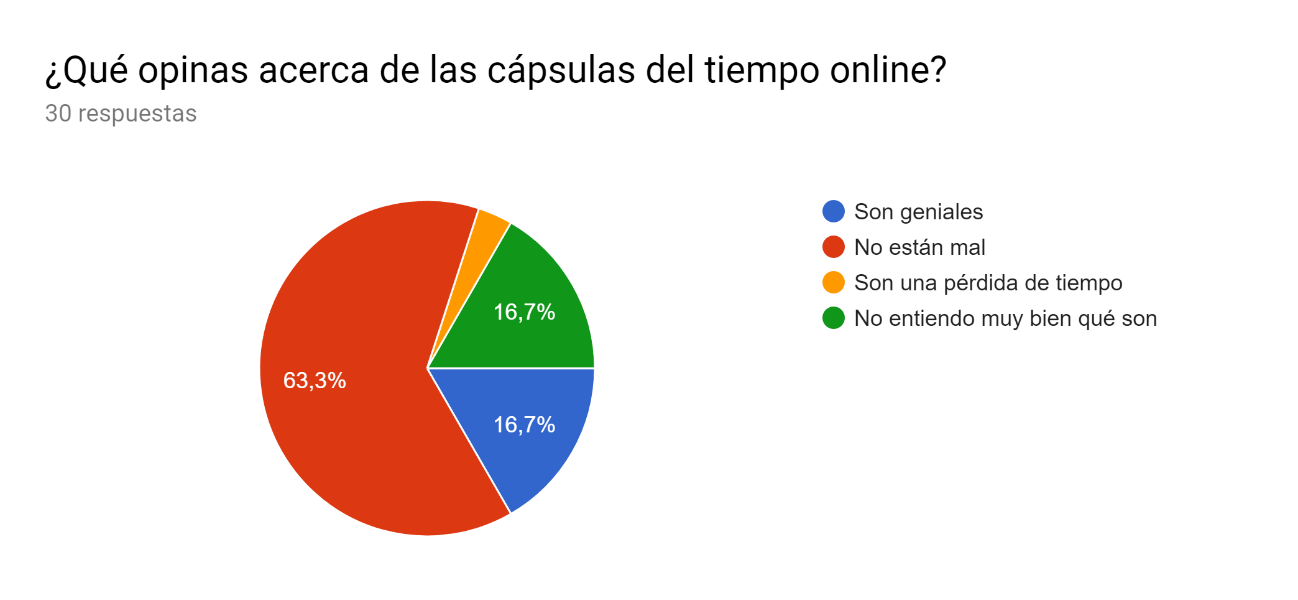 ¿Qué opinas acerca de las cápsulas del tiempo online?
30 respuestas
Son geniales
No están mal
Son una pérdida de tiempo
No entiendo muy bien qué son
16,7%
63,3%
16,7%